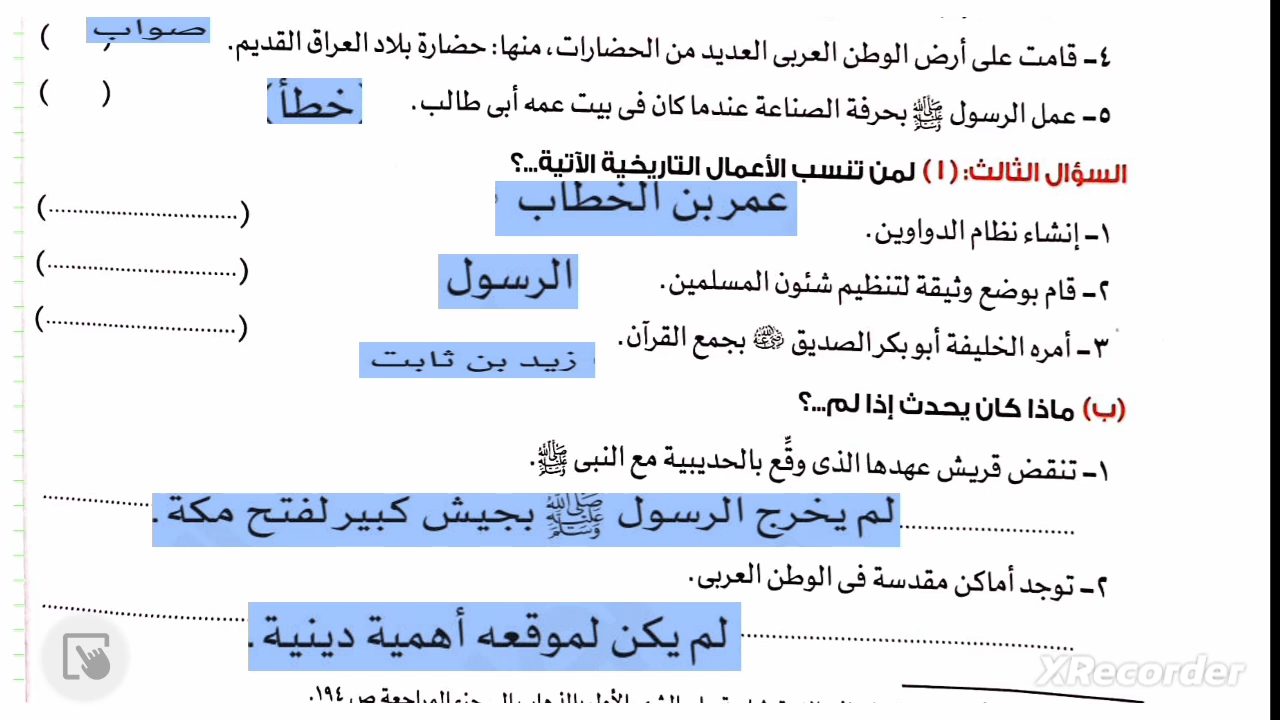 ٤- قامت على أرض الوطن العربى العديد من الحضارات، منها: حضارة بلاد العراق القديم. ( ) صواب
٥- عمل الرسول ﷺ بحرفة الصناعة عندما كان فى بيت عمه أبى طالب. ( )
خطأ
السؤال الثالث: (١) لمن تنسب الأعمال التاريخية الآتية...؟
عمر بن الخطاب
١- إنشاء نظام الدواوين. (..............................)
الرسول
٢- قام بوضع وثيقة لتنظيم شئون المسلمين. (..............................)
٣- أمره الخليفة أبو بكر الصديق رضي الله عنه بجمع القرآن. (..............................)
زيد بن ثابت
(ب) ماذا كان يحدث إذا لم...؟
١- تنقض قريش عهدها الذى وقِّع بالحديبية مع النبى ﷺ.
لم يخرج الرسول ﷺ بجيش كبير لفتح مكة.
٢- توجد أماكن مقدسة فى الوطن العربى.
لم يكن لموقعه أهمية دينية.
XRecorder
المراجعة ص ١٩٤.